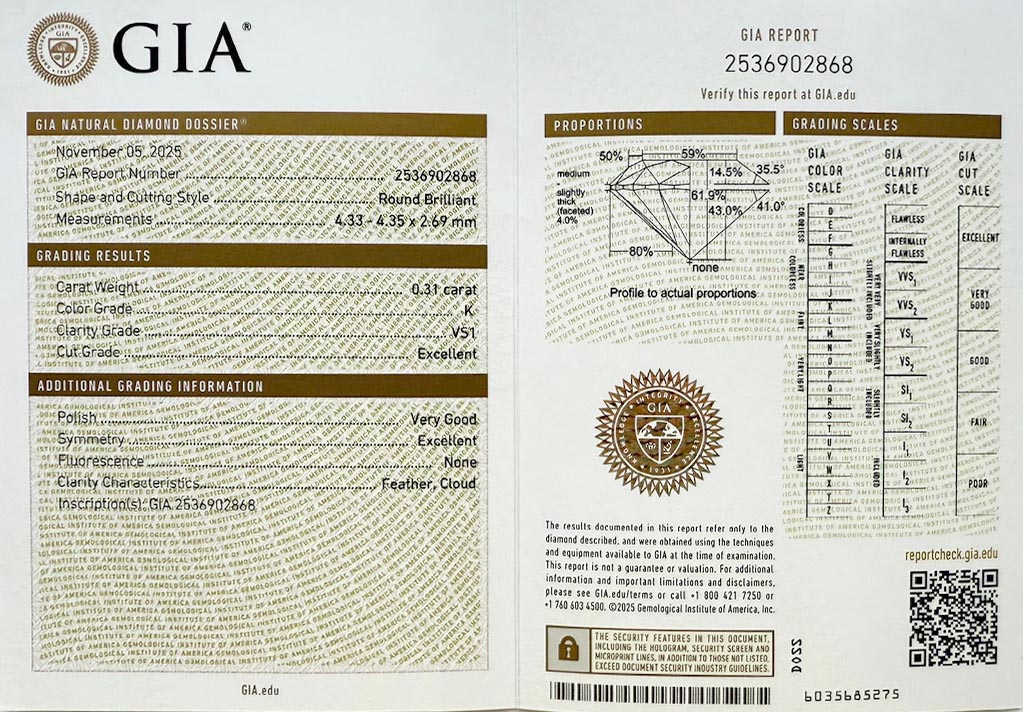 GIA®
GIA NATURAL DIAMOND DOSSIER®
November 05, 2025
GIA Report Number 2536902868
Shape and Cutting Style Round Brilliant
Measurements 4.33 - 4.35 x 2.69 mm
GRADING RESULTS
Carat Weight 0.31 carat
Color Grade K
Clarity Grade VS1
Cut Grade Excellent
ADDITIONAL GRADING INFORMATION
Polish Very Good
Symmetry Excellent
Fluorescence None
Clarity Characteristics Feather, Cloud
Inscription(s): GIA 2536902868
GIA.edu
GIA REPORT
2536902868
Verify this report at GIA.edu
PROPORTIONS
50%
59%
14.5%
35.5°
medium
-
slightly
thick
(faceted)
4.0%
61.9%
43.0%
41.0°
80%
none
Profile to actual proportions
GIA
INTEGRITY
1931
The results documented in this report refer only to the
diamond described, and were obtained using the techniques
and equipment available to GIA at the time of examination.
This report is not a guarantee or valuation. For additional
information and important limitations and disclaimers,
please see GIA.edu/terms or call +1 800 421 7250 or
+1 760 603 4500. ©2025 Gemological Institute of America, Inc.
THE SECURITY FEATURES IN THIS DOCUMENT,
INCLUDING THE HOLOGRAM, SECURITY SCREEN AND
MICROPRINT LINES, IN ADDITION TO THOSE NOT LISTED,
EXCEED DOCUMENT SECURITY INDUSTRY GUIDELINES.
GRADING SCALES
GIA
COLOR
SCALE
COLORLESS
D
E
F
NEAR COLORLESS
G
H
I
J
FAINT
K
L
M
VERY LIGHT
N
O
P
Q
R
LIGHT
S
T
U
V
W
X
Y
Z
GIA
CLARITY
SCALE
FLAWLESS
INTERNALLY
FLAWLESS
VERY VERY SLIGHTLY INCLUDED
VVS1
VVS2
VERY SLIGHTLY INCLUDED
VS1
VS2
SLIGHTLY INCLUDED
SI1
SI2
INCLUDED
I1
I2
I3
GIA
CUT
SCALE
EXCELLENT
VERY
GOOD
GOOD
FAIR
POOR
reportcheck.gia.edu
6035685275